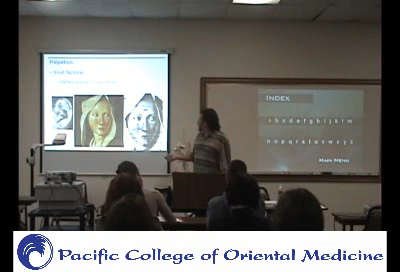 Palpation
INDEX
a b c d e f g h i j k l m
n o p q r s t u v w x y z
MAIN MENU
Pacific College of Oriental Medicine